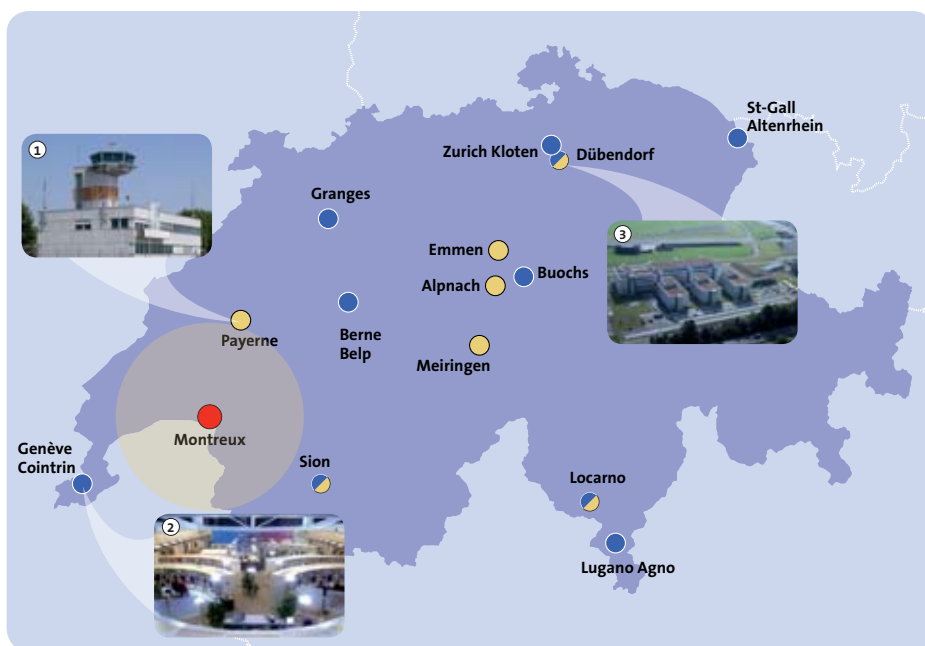 St-Gall
Altenrhein
1
Zurich Kloten
Dübendorf
Granges
3
Emmen
Buochs
Alpnach
Payerne
Berne
Belp
Meiringen
Montreux
Genève
Cointrin
Sion
Locarno
2
Lugano Agno